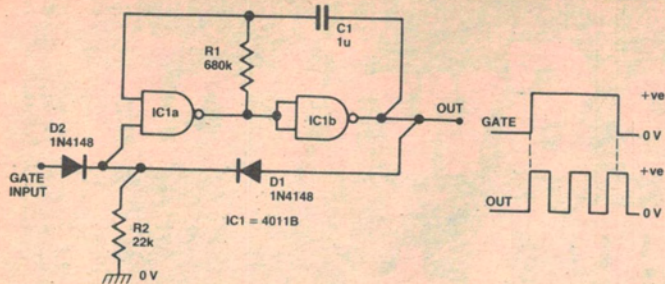 C1
1u
R1
680k
IC1a
IC1b
OUT
D2
1N4148
GATE
INPUT
D1
1N4148
IC1 = 4011B
R2
22k
0 V
GATE
+ve
0 V
OUT
+ve
0 V